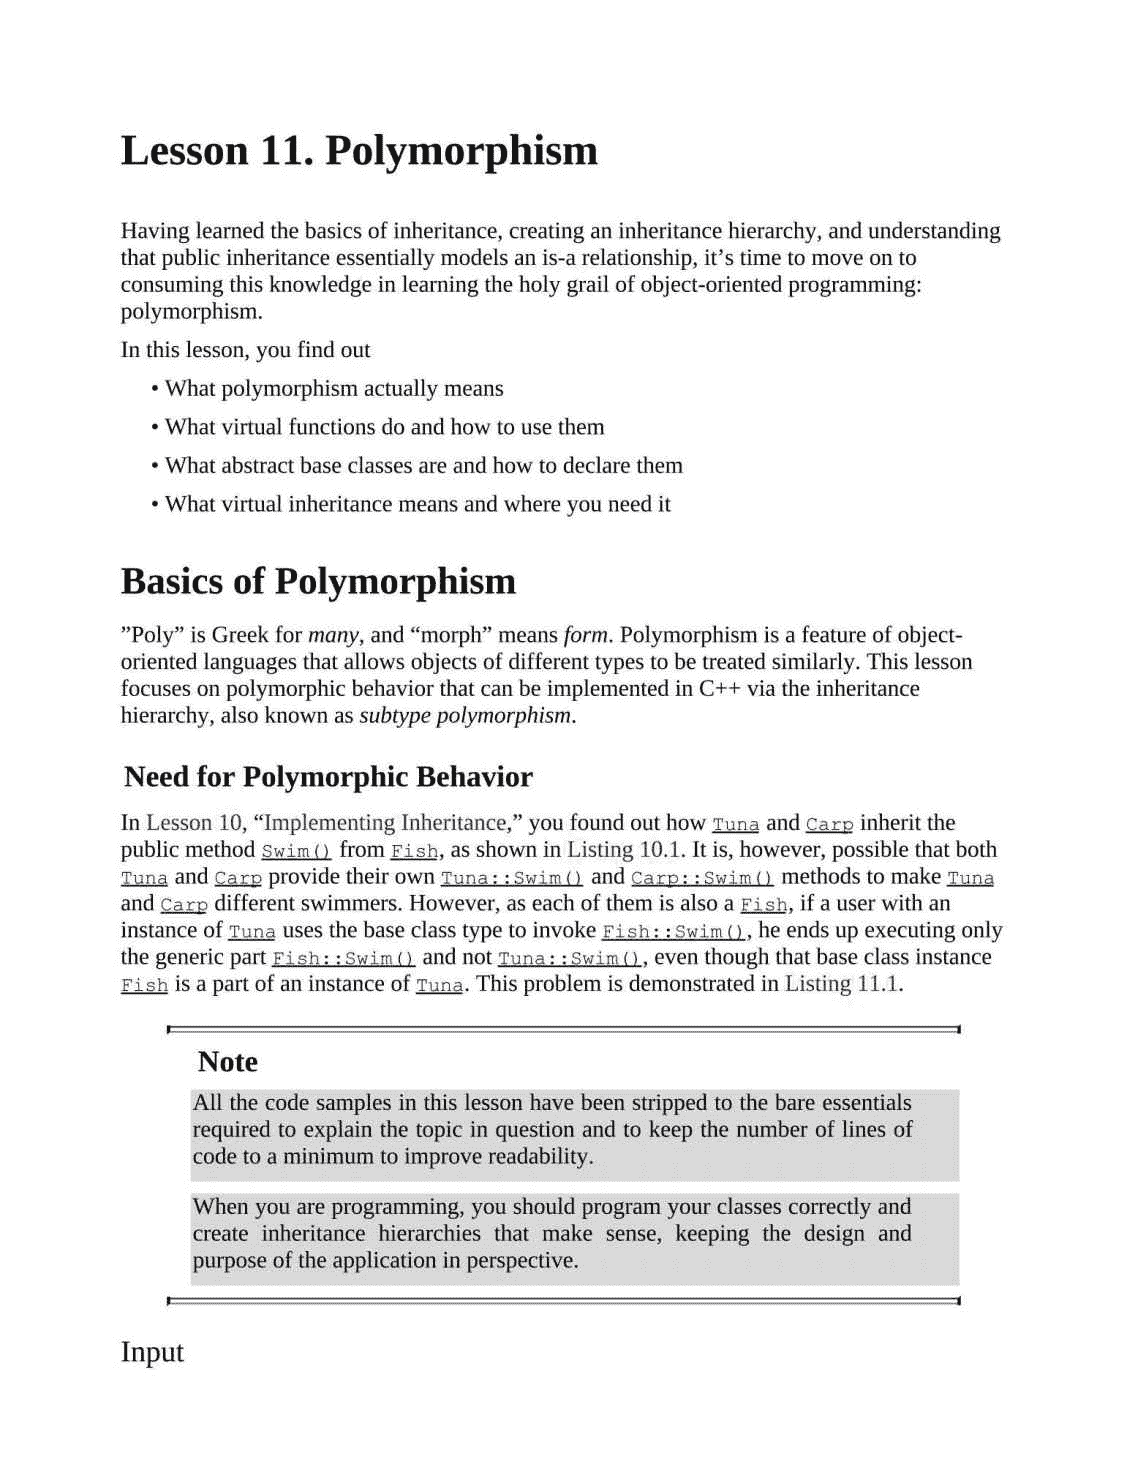 Lesson 11. Polymorphism
Having learned the basics of inheritance, creating an inheritance hierarchy, and understanding
that public inheritance essentially models an is-a relationship, it’s time to move on to
consuming this knowledge in learning the holy grail of object-oriented programming:
polymorphism.
In this lesson, you find out
• What polymorphism actually means
• What virtual functions do and how to use them
• What abstract base classes are and how to declare them
• What virtual inheritance means and where you need it
Basics of Polymorphism
”Poly” is Greek for many, and “morph” means form. Polymorphism is a feature of object-
oriented languages that allows objects of different types to be treated similarly. This lesson
focuses on polymorphic behavior that can be implemented in C++ via the inheritance
hierarchy, also known as subtype polymorphism.
Need for Polymorphic Behavior
In Lesson 10, “Implementing Inheritance,” you found out how Tuna and Carp inherit the
public method Swim() from Fish, as shown in Listing 10.1. It is, however, possible that both
Tuna and Carp provide their own Tuna::Swim() and Carp::Swim() methods to make Tuna
and Carp different swimmers. However, as each of them is also a Fish, if a user with an
instance of Tuna uses the base class type to invoke Fish::Swim(), he ends up executing only
the generic part Fish::Swim() and not Tuna::Swim(), even though that base class instance
Fish is a part of an instance of Tuna. This problem is demonstrated in Listing 11.1.
Note
All the code samples in this lesson have been stripped to the bare essentials
required to explain the topic in question and to keep the number of lines of
code to a minimum to improve readability.
When you are programming, you should program your classes correctly and
create inheritance hierarchies that make sense, keeping the design and
purpose of the application in perspective.
Input